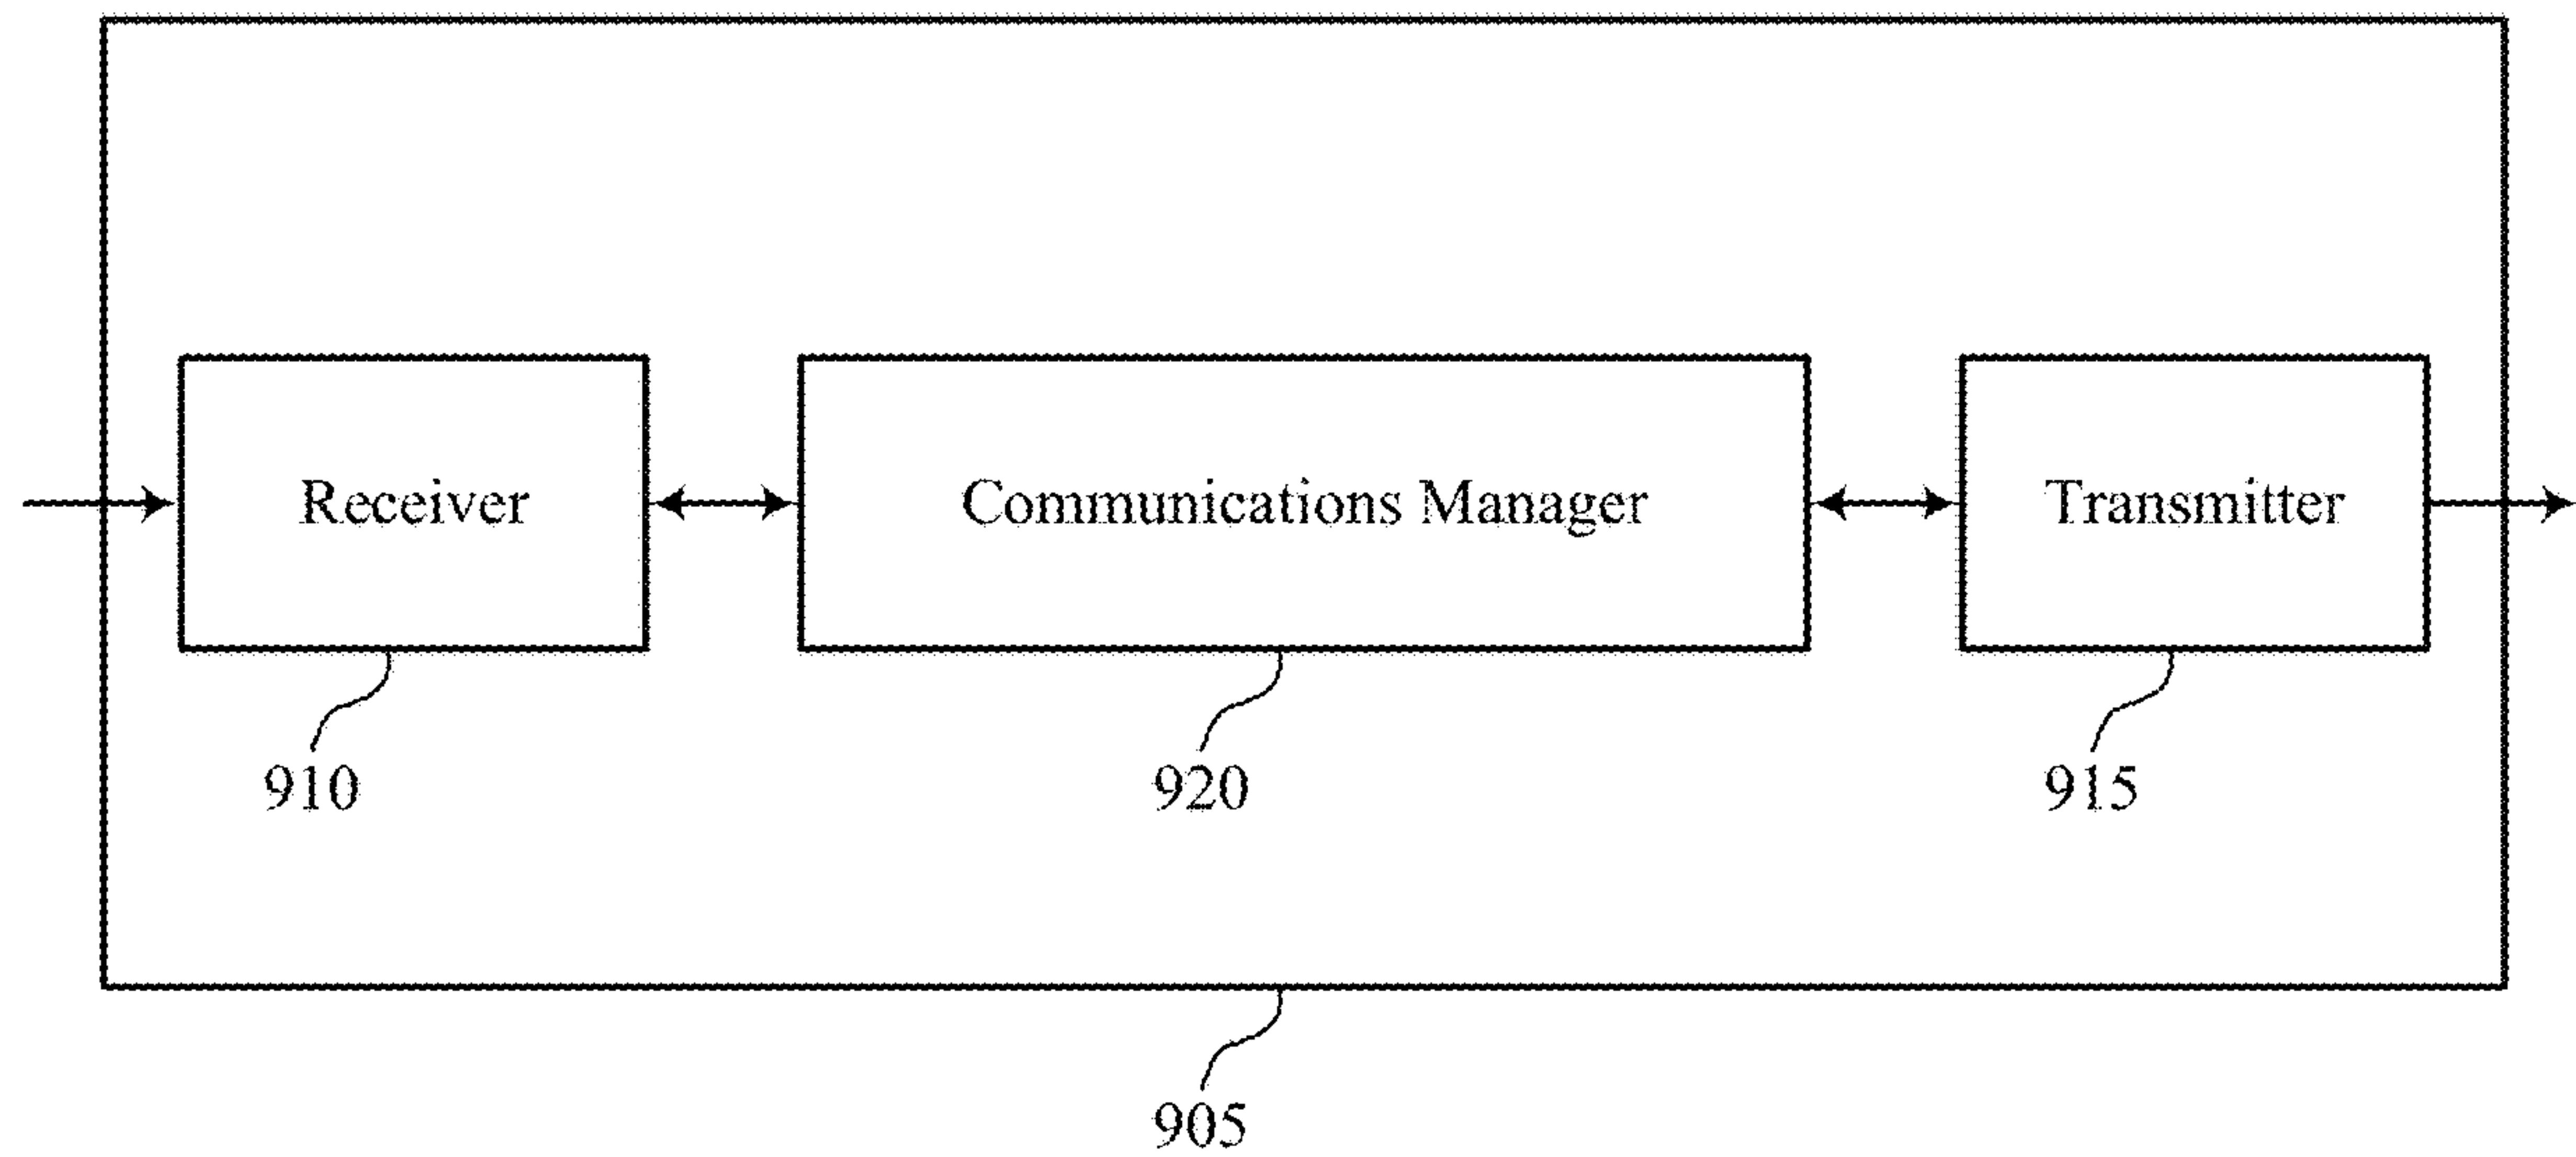 Receiver
Communications Manager
Transmitter
910
920
915
905